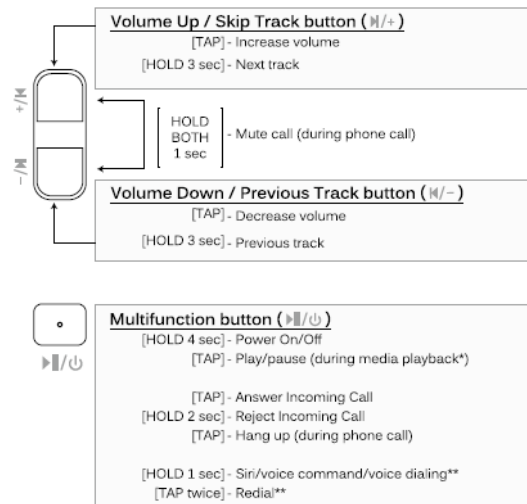 Volume Up / Skip Track button (⏭/+)
[TAP] - Increase volume
[HOLD 3 sec] - Next track
⏭/+
HOLD
BOTH
1 sec
- Mute call (during phone call)
⏮/−
Volume Down / Previous Track button (⏮/−)
[TAP] - Decrease volume
[HOLD 3 sec] - Previous track
Multifunction button (⏯/⏻)
[HOLD 4 sec] - Power On/Off
[TAP] - Play/pause (during media playback*)
⏯/⏻
[TAP] - Answer Incoming Call
[HOLD 2 sec] - Reject Incoming Call
[TAP] - Hang up (during phone call)
[HOLD 1 sec] - Siri/voice command/voice dialing**
[TAP twice] - Redial**